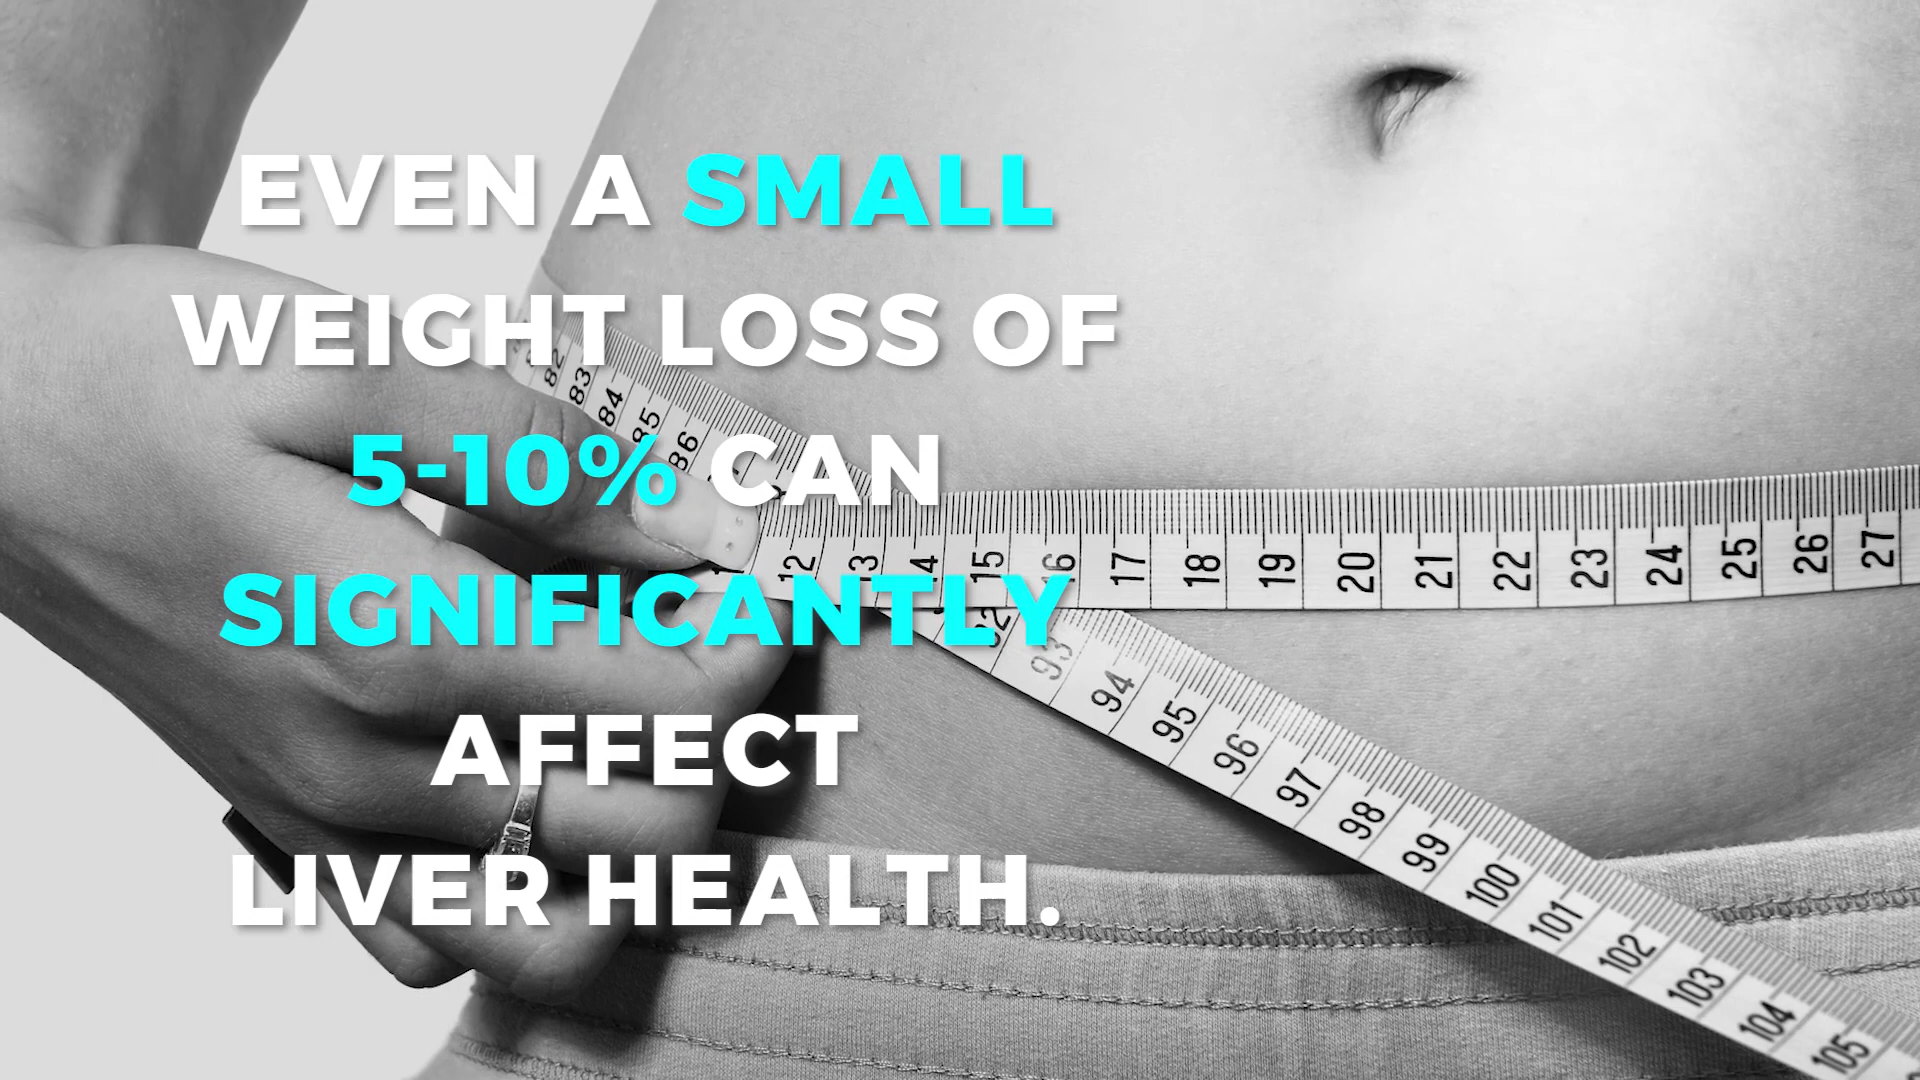 EVEN A SMALL
WEIGHT LOSS OF
5-10% CAN
SIGNIFICANTLY
AFFECT
LIVER HEALTH.
82 83 84 85 86
12 13 14 15 16 17 18 19 20 21 22 23 24 25 26 27
92 93 94 95 96 97 98 99 100 101 102 103 104 105